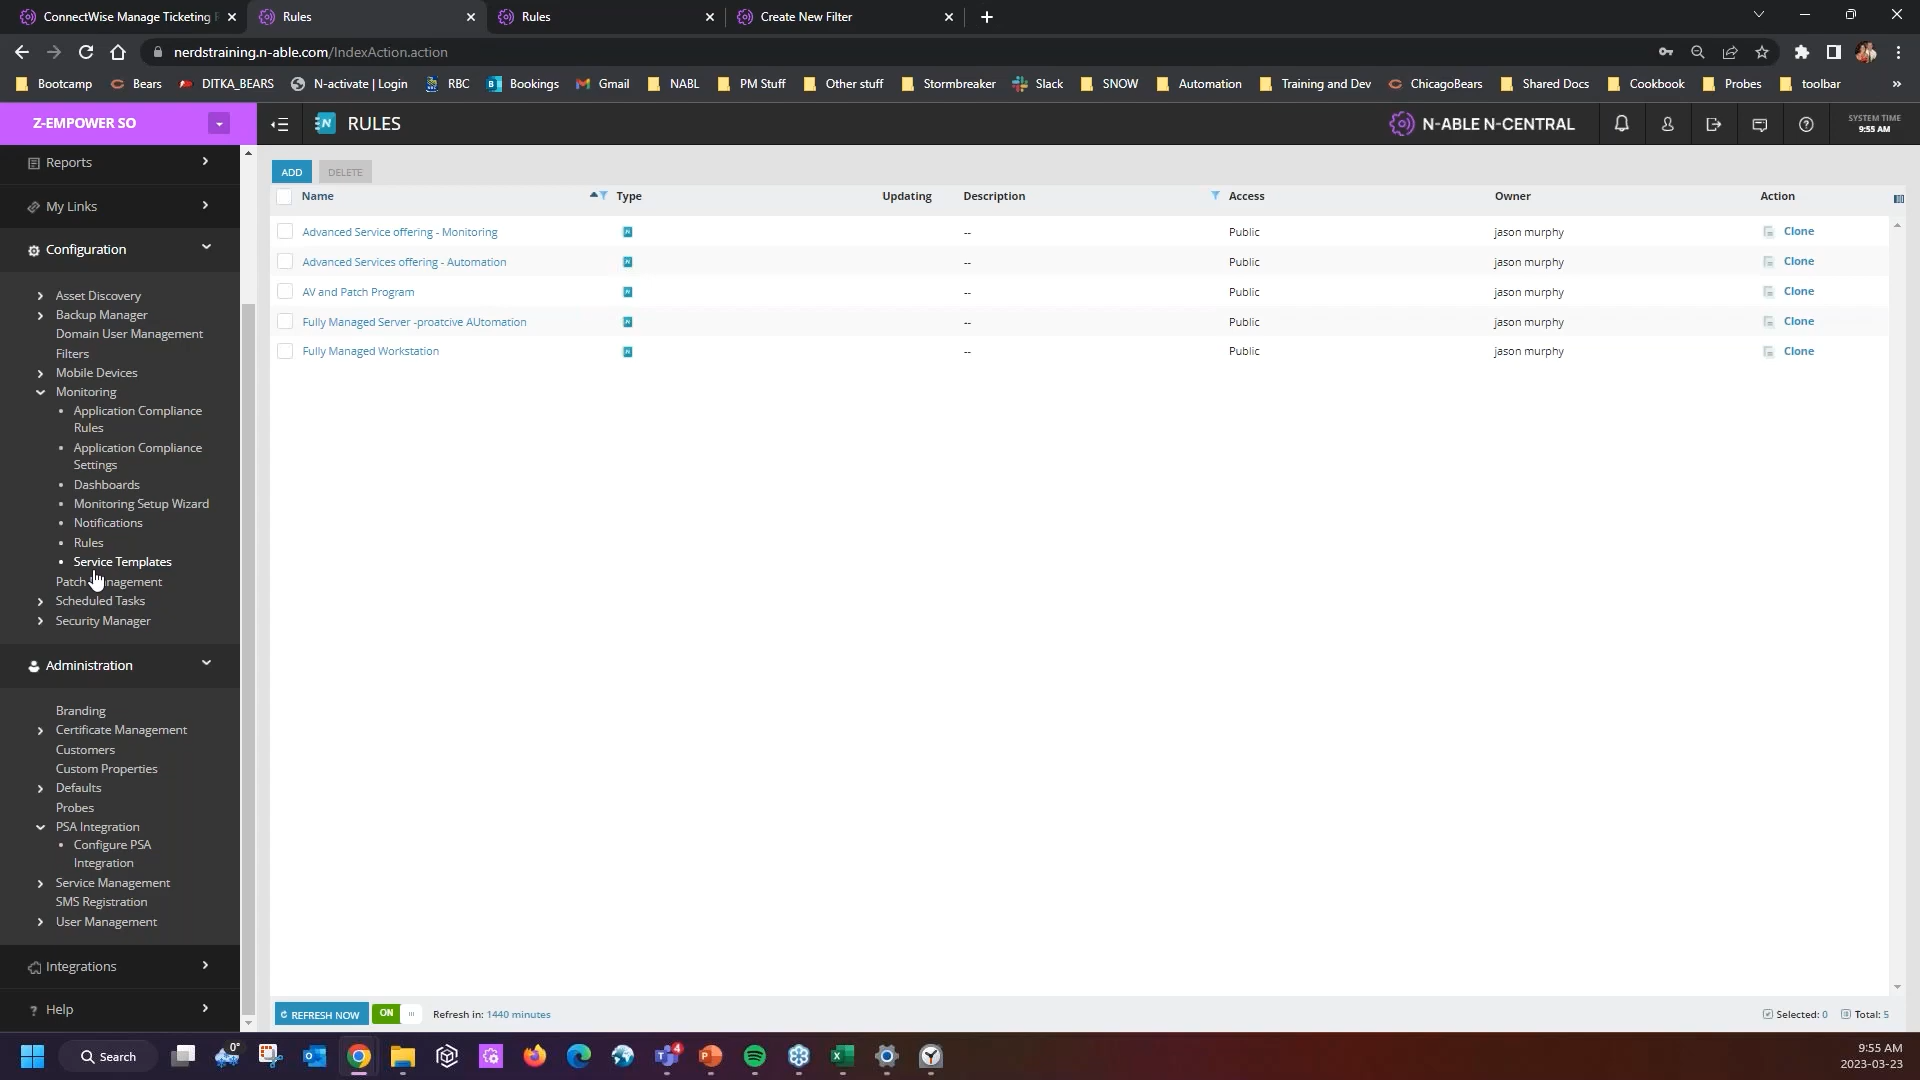 ConnectWise Manage Ticketing
Rules
Rules
Create New Filter
nerdstraining.n-able.com/IndexAction.action
Bootcamp Bears DITKA_BEARS N-activate | Login RBC Bookings Gmail NABL PM Stuff Other stuff Stormbreaker Slack SNOW Automation Training and Dev ChicagoBears Shared Docs Cookbook Probes toolbar »
Z-EMPOWER SO
RULES
N-ABLE N-CENTRAL
SYSTEM TIME
9:55 AM
Reports
My Links
Configuration
Asset Discovery
Backup Manager
Domain User Management
Filters
Mobile Devices
Monitoring
• Application Compliance
Rules
• Application Compliance
Settings
• Dashboards
• Monitoring Setup Wizard
• Notifications
• Rules
• Service Templates
Patch
Scheduled Tasks
Security Manager
Administration
Branding
Certificate Management
Customers
Custom Properties
Defaults
Probes
PSA Integration
• Configure PSA
Integration
Service Management
SMS Registration
User Management
Integrations
? Help
ADD DELETE
Name Type Updating Description Access Owner Action
Advanced Service offering - Monitoring -- Public jason murphy Clone
Advanced Services offering - Automation -- Public jason murphy Clone
AV and Patch Program -- Public jason murphy Clone
Fully Managed Server -proatcive AUtomation -- Public jason murphy Clone
Fully Managed Workstation -- Public jason murphy Clone
REFRESH NOW ON Refresh in: 1440 minutes Selected: 0 Total: 5
Search
0°
4
9:55 AM
2023-03-23